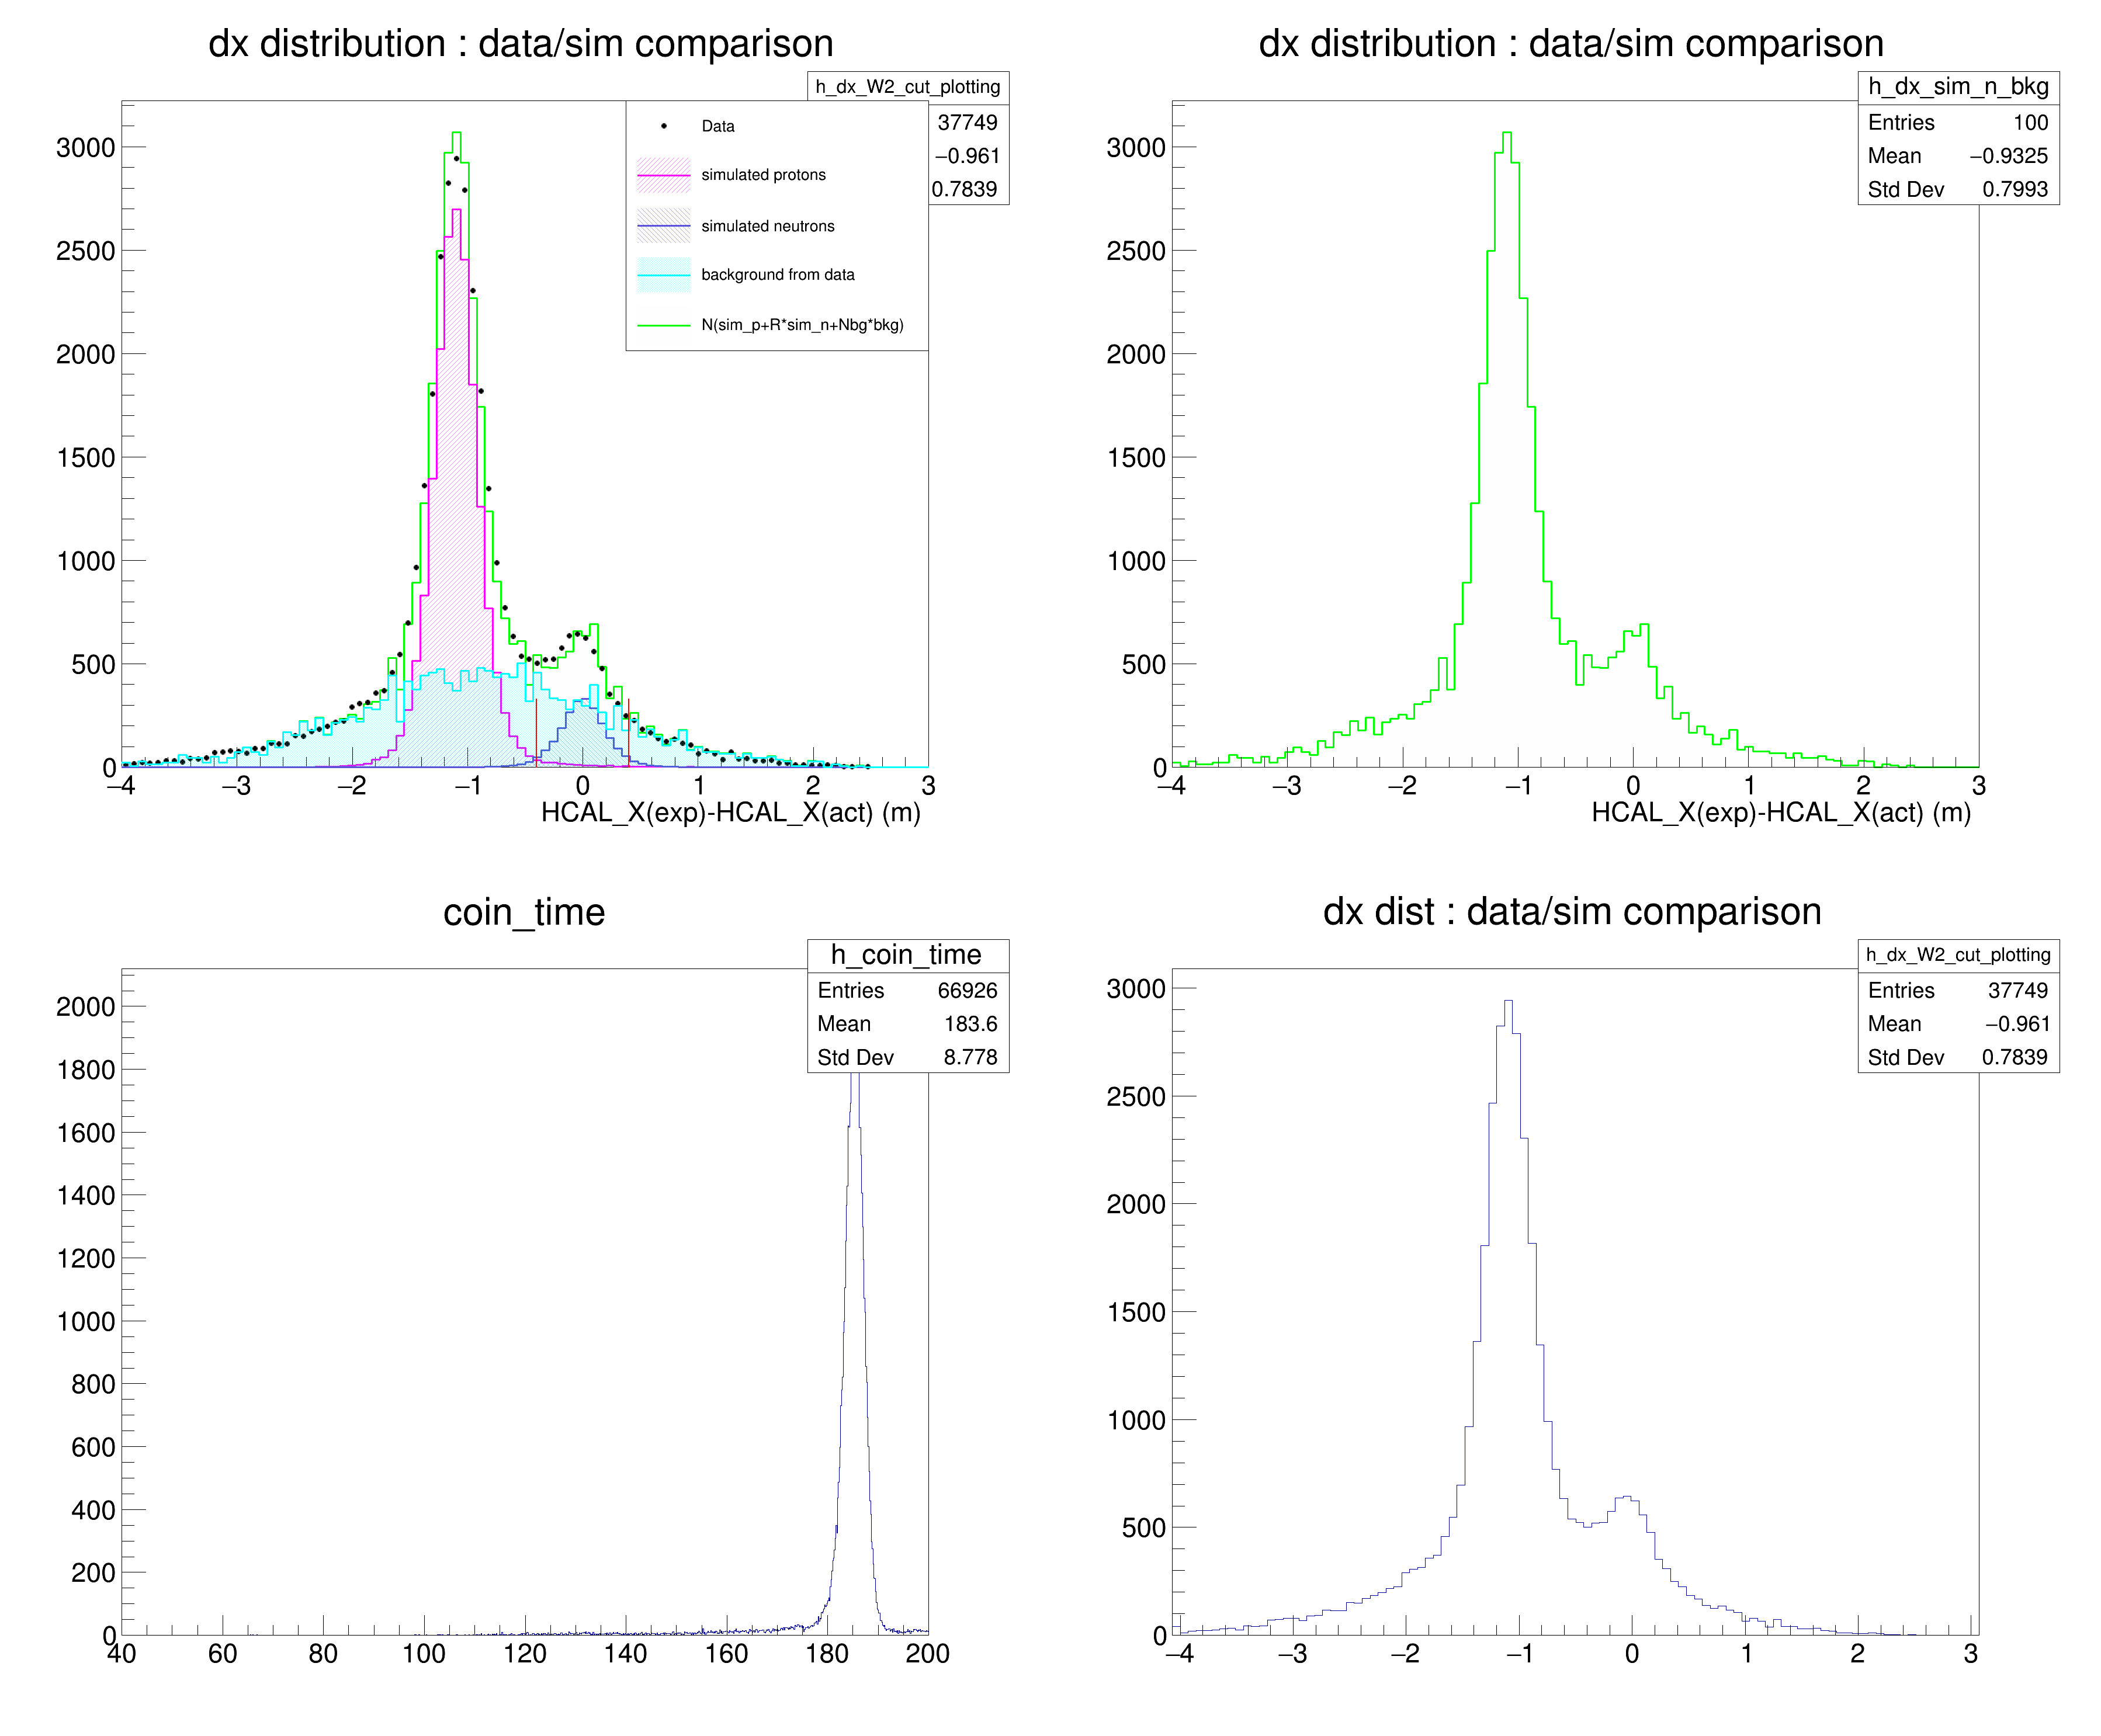 dx distribution : data/sim comparison
h_dx_W2_cut_plotting
37749
−0.961
0.7839
Data
simulated protons
simulated neutrons
background from data
N(sim_p+R*sim_n+Nbg*bkg)
3000
2500
2000
1500
1000
500
0
−4 −3 −2 −1 0 1 2 3
HCAL_X(exp)-HCAL_X(act) (m)
dx distribution : data/sim comparison
h_dx_sim_n_bkg
Entries 100
Mean −0.9325
Std Dev 0.7993
3000
2500
2000
1500
1000
500
0
−4 −3 −2 −1 0 1 2 3
HCAL_X(exp)-HCAL_X(act) (m)
coin_time
h_coin_time
Entries 66926
Mean 183.6
Std Dev 8.778
2000
1800
1600
1400
1200
1000
800
600
400
200
0
40 60 80 100 120 140 160 180 200
dx dist : data/sim comparison
h_dx_W2_cut_plotting
Entries 37749
Mean −0.961
Std Dev 0.7839
3000
2500
2000
1500
1000
500
0
−4 −3 −2 −1 0 1 2 3